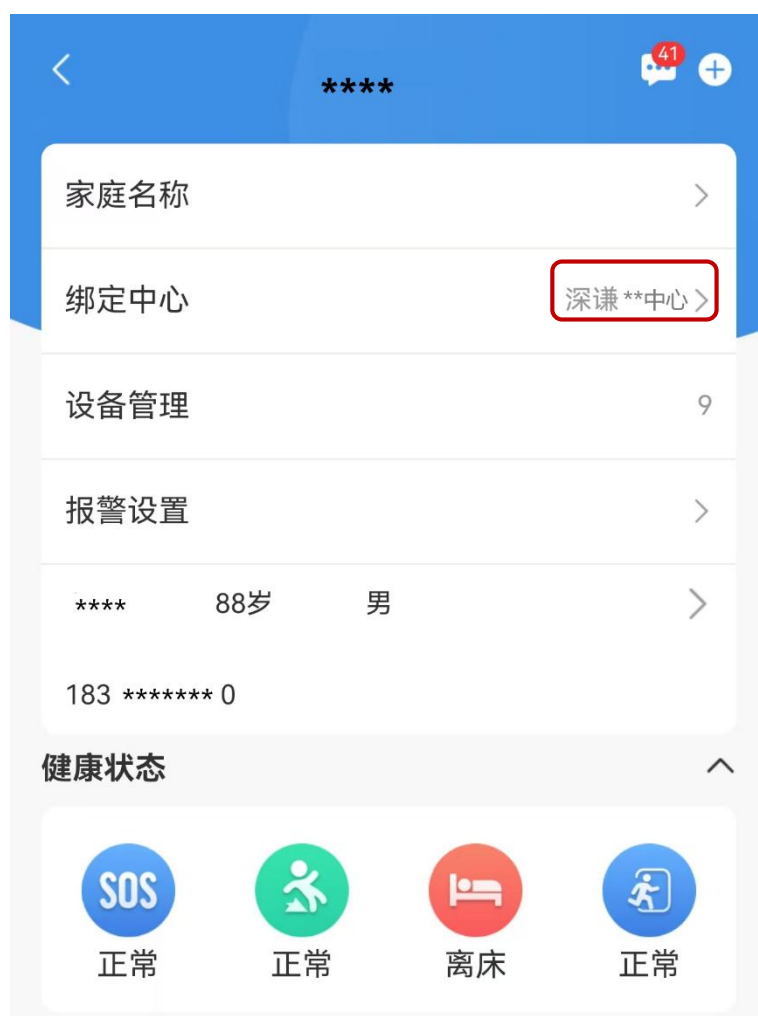 41
****
家庭名称
绑定中心 深谦**中心
设备管理 9
报警设置
**** 88岁 男
183 ******* 0
健康状态
SOS
正常 正常 离床 正常